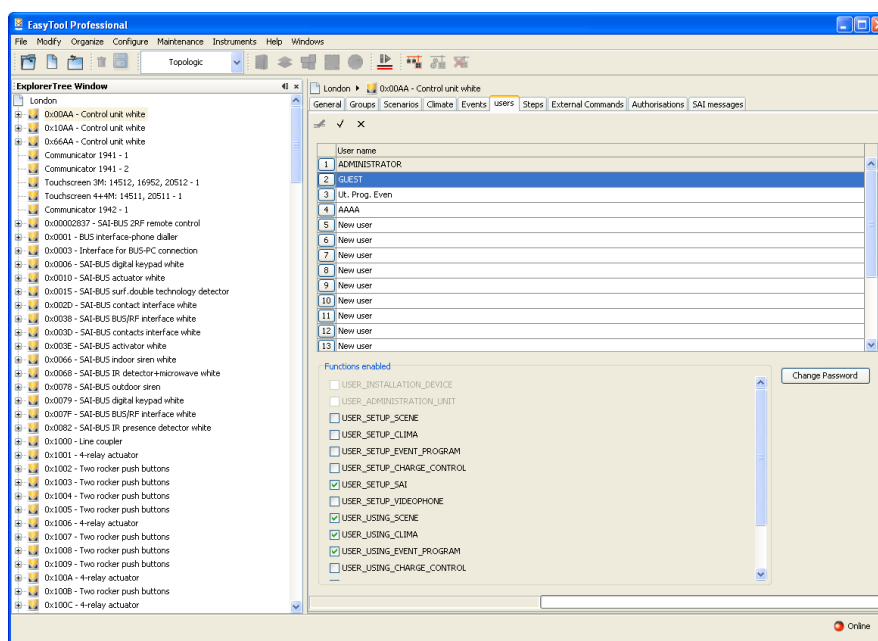 EasyTool Professional
File Modify Organize Configure Maintenance Instruments Help Windows
Topologic
ExplorerTree Window
London
0x00AA - Control unit white
0x10AA - Control unit white
0x66AA - Control unit white
Communicator 1941 - 1
Communicator 1941 - 2
Touchscreen 3M: 14512, 16952, 20512 - 1
Touchscreen 4+4M: 14511, 20511 - 1
Communicator 1942 - 1
0x00002837 - SAI-BUS 2RF remote control
0x0001 - BUS interface-phone dialler
0x0003 - Interface for BUS-PC connection
0x0006 - SAI-BUS digital keypad white
0x0010 - SAI-BUS actuator white
0x0015 - SAI-BUS surf.double technology detector
0x002D - SAI-BUS contact interface white
0x0038 - SAI-BUS BUS/RF interface white
0x003D - SAI-BUS contacts interface white
0x003E - SAI-BUS activator white
0x0066 - SAI-BUS indoor siren white
0x0068 - SAI-BUS IR detector+microwave white
0x0078 - SAI-BUS outdoor siren
0x0079 - SAI-BUS digital keypad white
0x007F - SAI-BUS BUS/RF interface white
0x0082 - SAI-BUS IR presence detector white
0x1000 - Line coupler
0x1001 - 4-relay actuator
0x1002 - Two rocker push buttons
0x1003 - Two rocker push buttons
0x1004 - Two rocker push buttons
0x1005 - Two rocker push buttons
0x1006 - 4-relay actuator
0x1007 - Two rocker push buttons
0x1008 - Two rocker push buttons
0x1009 - Two rocker push buttons
0x100A - 4-relay actuator
0x100B - Two rocker push buttons
0x100C - 4-relay actuator
London 0x00AA - Control unit white
General Groups Scenarios Climate Events users Steps External Commands Authorisations SAI messages
User name
1 ADMINISTRATOR
2 GUEST
3 Ut. Prog. Even
4 AAAA
5 New user
6 New user
7 New user
8 New user
9 New user
10 New user
11 New user
12 New user
13 New user
Functions enabled
Change Password
USER_INSTALLATION_DEVICE
USER_ADMINISTRATION_UNIT
USER_SETUP_SCENE
USER_SETUP_CLIMA
USER_SETUP_EVENT_PROGRAM
USER_SETUP_CHARGE_CONTROL
USER_SETUP_SAI
USER_SETUP_VIDEOPHONE
USER_USING_SCENE
USER_USING_CLIMA
USER_USING_EVENT_PROGRAM
USER_USING_CHARGE_CONTROL
Online